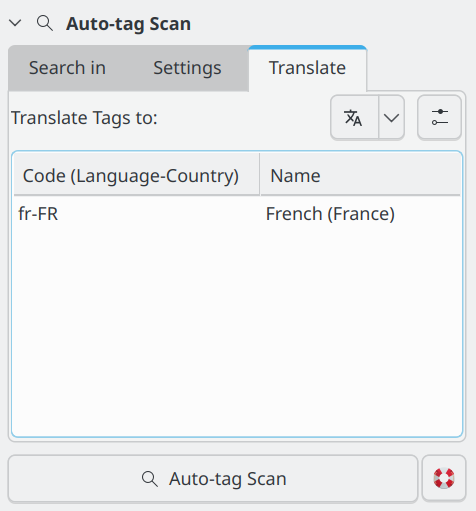 Auto-tag Scan
Search in Settings Translate
Translate Tags to:
Code (Language-Country) Name
fr-FR French (France)
Auto-tag Scan